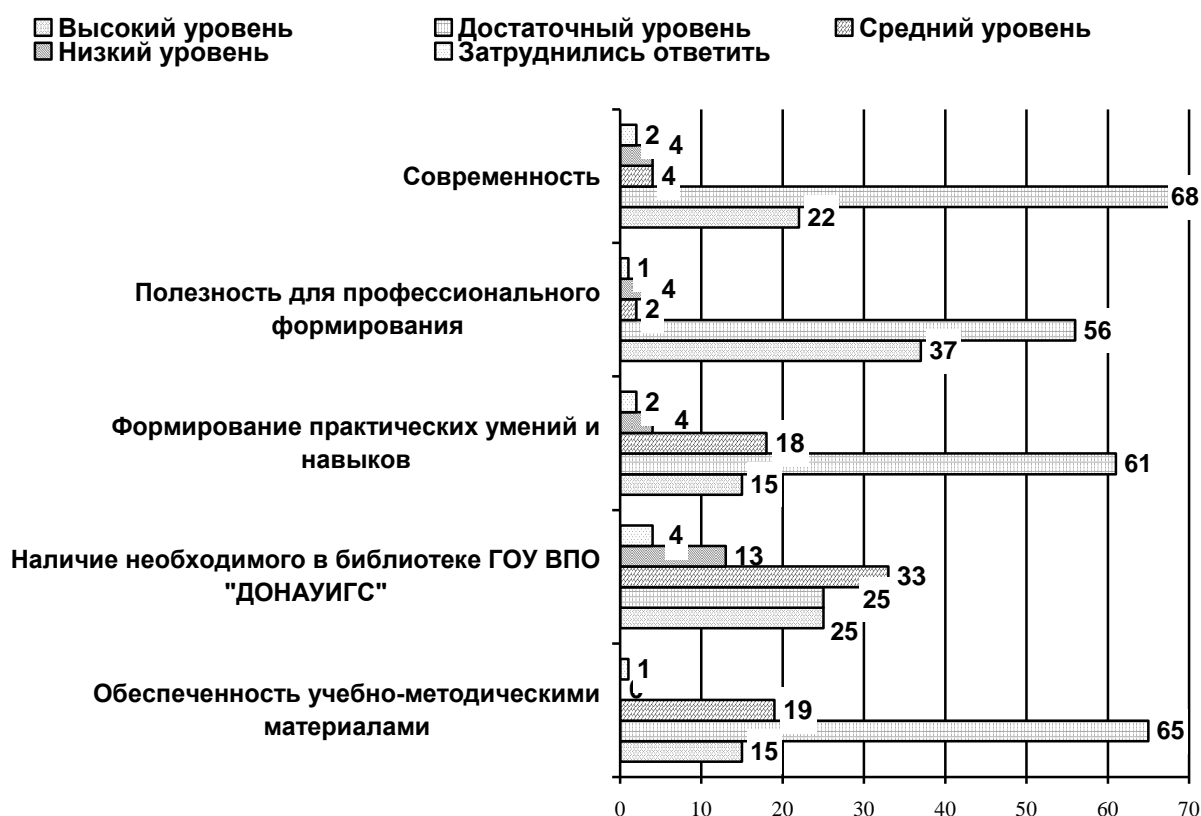 Высокий уровень Достаточный уровень Средний уровень
Низкий уровень Затруднились ответить
2
4
Современность
4
68
22
1
Полезность для профессионального
4
формирования
2
56
37
2
Формирование практических умений и
4
навыков
18
61
15
4
Наличие необходимого в библиотеке ГОУ ВПО
13
"ДОНАУИГС"
33
25
25
1
Обеспеченность учебно-методическими
материалами
19
65
15
0 10 20 30 40 50 60 70